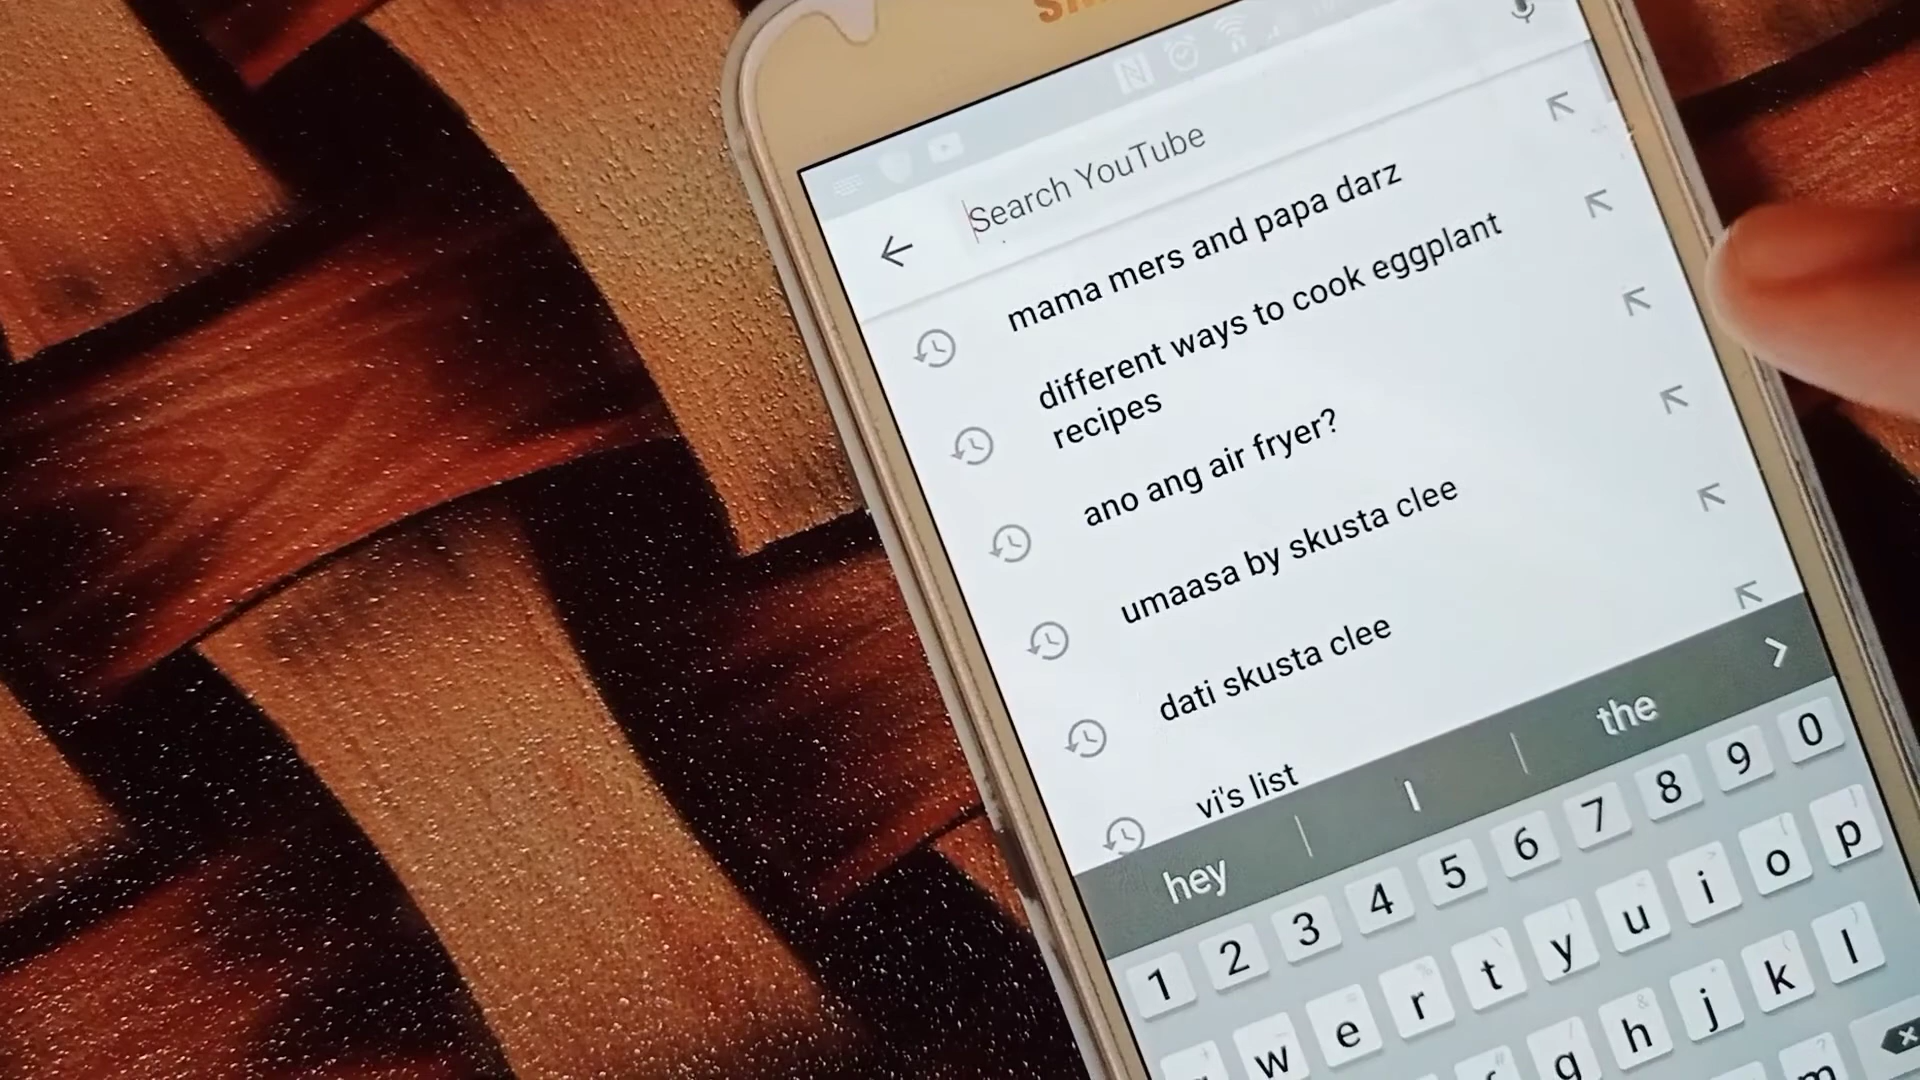 Search YouTube
mama mers and papa darz
different ways to cook eggplant
recipes
ano ang air fryer?
umaasa by skusta clee
dati skusta clee
vi's list
hey I the
1 2 3 4 5 6 7 8 9 0
w e r t y u i o p
g h j k l
m